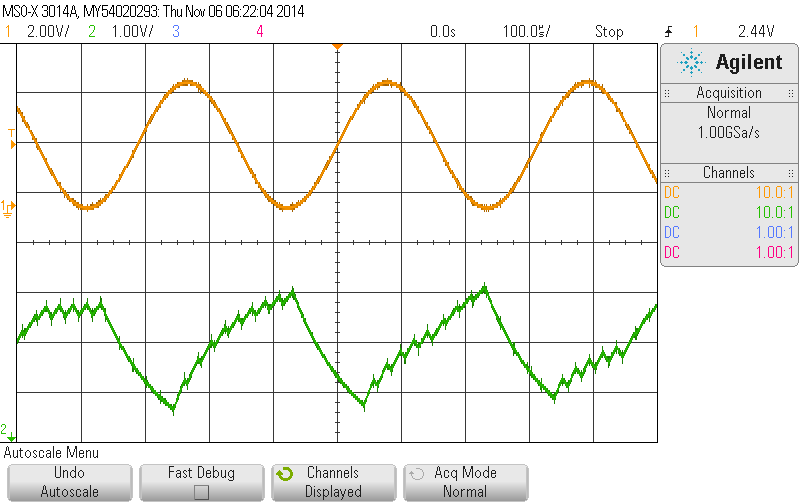 MSO-X 3014A, MY54020293: Thu Nov 06 06:22:04 2014
1 2.00V/ 2 1.00V/ 3 4 0.0s 100.0㎲/ Stop 1 2.44V
Agilent
Acquisition
Normal
1.00GSa/s
Channels
DC 10.0:1
DC 10.0:1
DC 1.00:1
DC 1.00:1
T
1
2
Autoscale Menu
Undo
Autoscale
Fast Debug
Channels
Displayed
Acq Mode
Normal